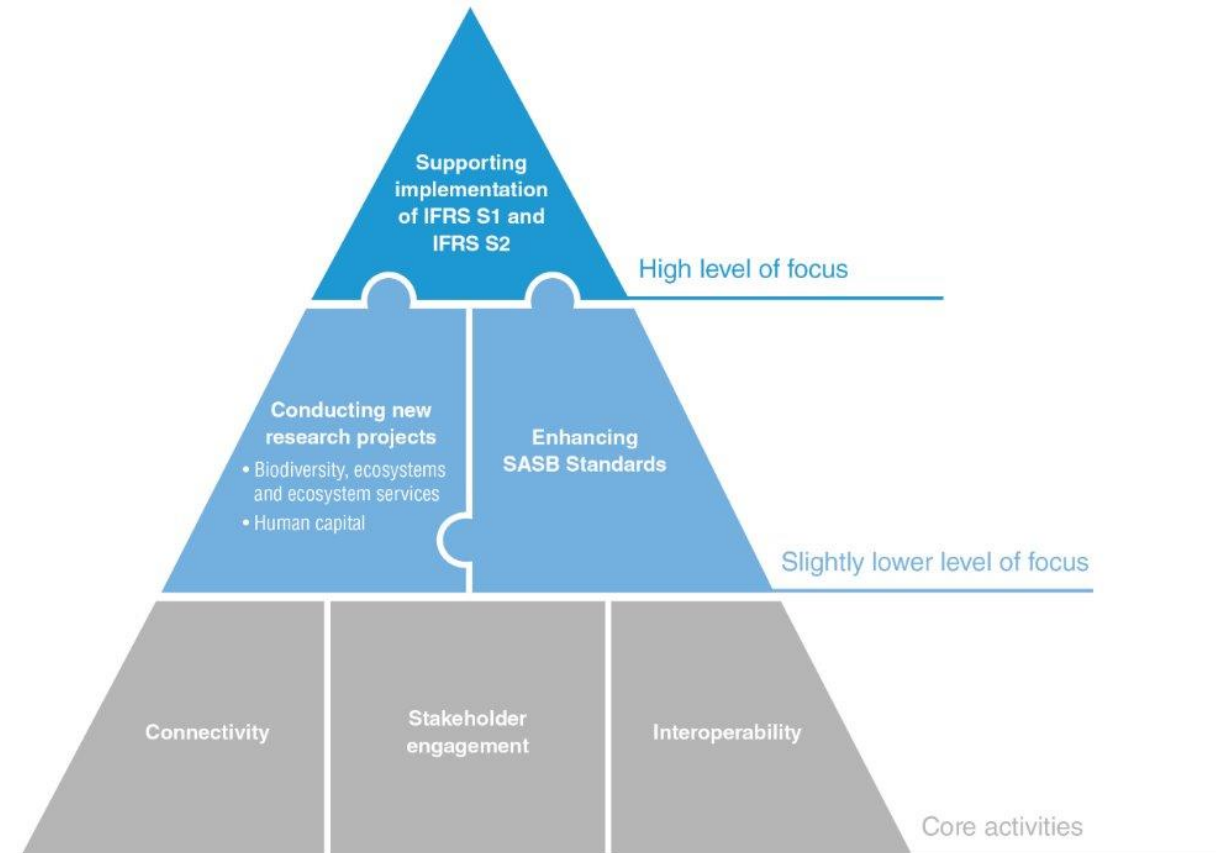 Supporting
implementation
of IFRS S1 and
IFRS S2
High level of focus
Conducting new
research projects
• Biodiversity, ecosystems
and ecosystem services
• Human capital
Enhancing
SASB Standards
Slightly lower level of focus
Connectivity
Stakeholder
engagement
Interoperability
Core activities